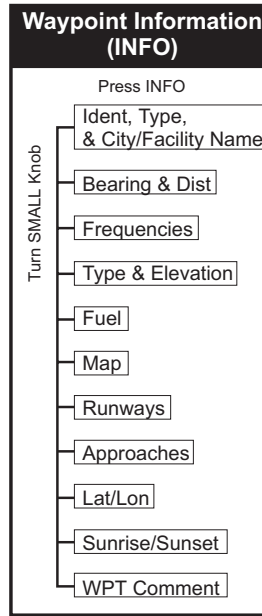 Waypoint Information
(INFO)
Press INFO
Turn SMALL Knob
Ident, Type,
& City/Facility Name
Bearing & Dist
Frequencies
Type & Elevation
Fuel
Map
Runways
Approaches
Lat/Lon
Sunrise/Sunset
WPT Comment